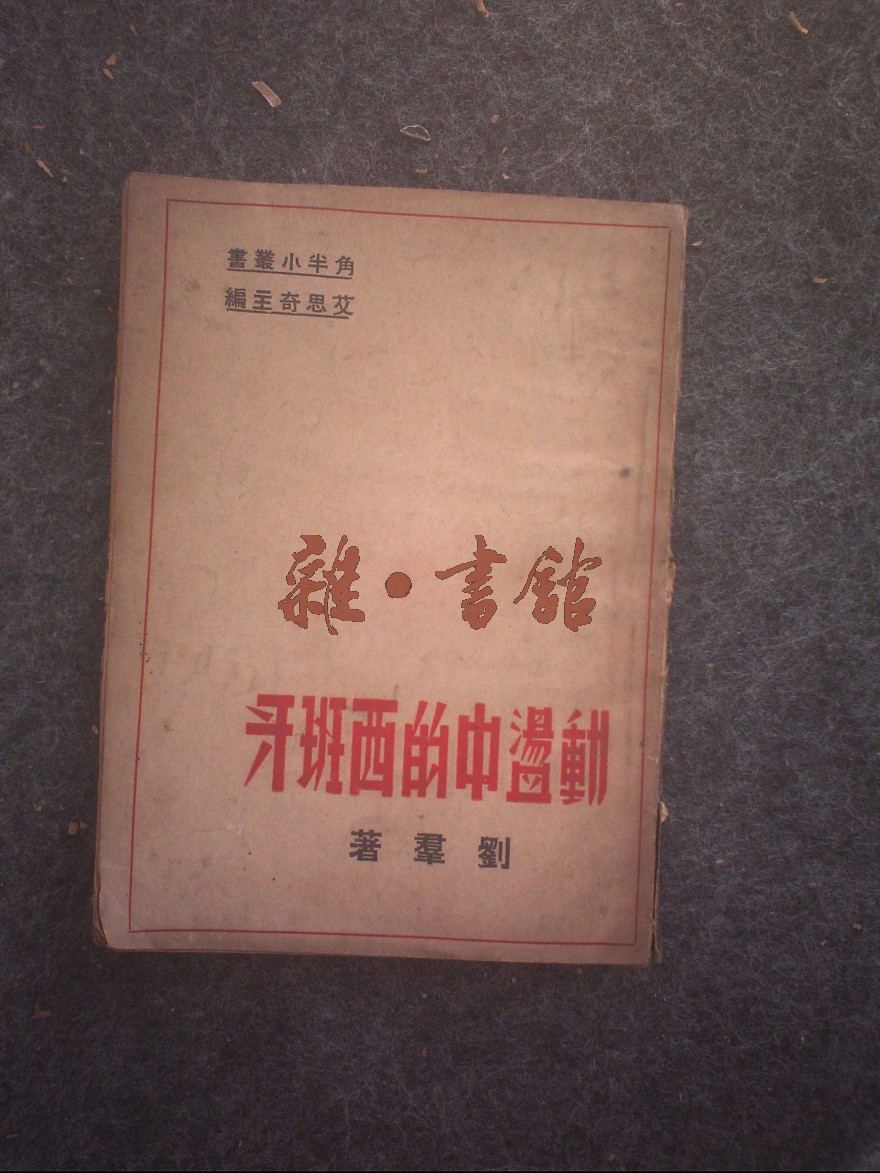 角半小叢書
艾思奇主編
雜·書館
動盪中的西班牙
劉羣著